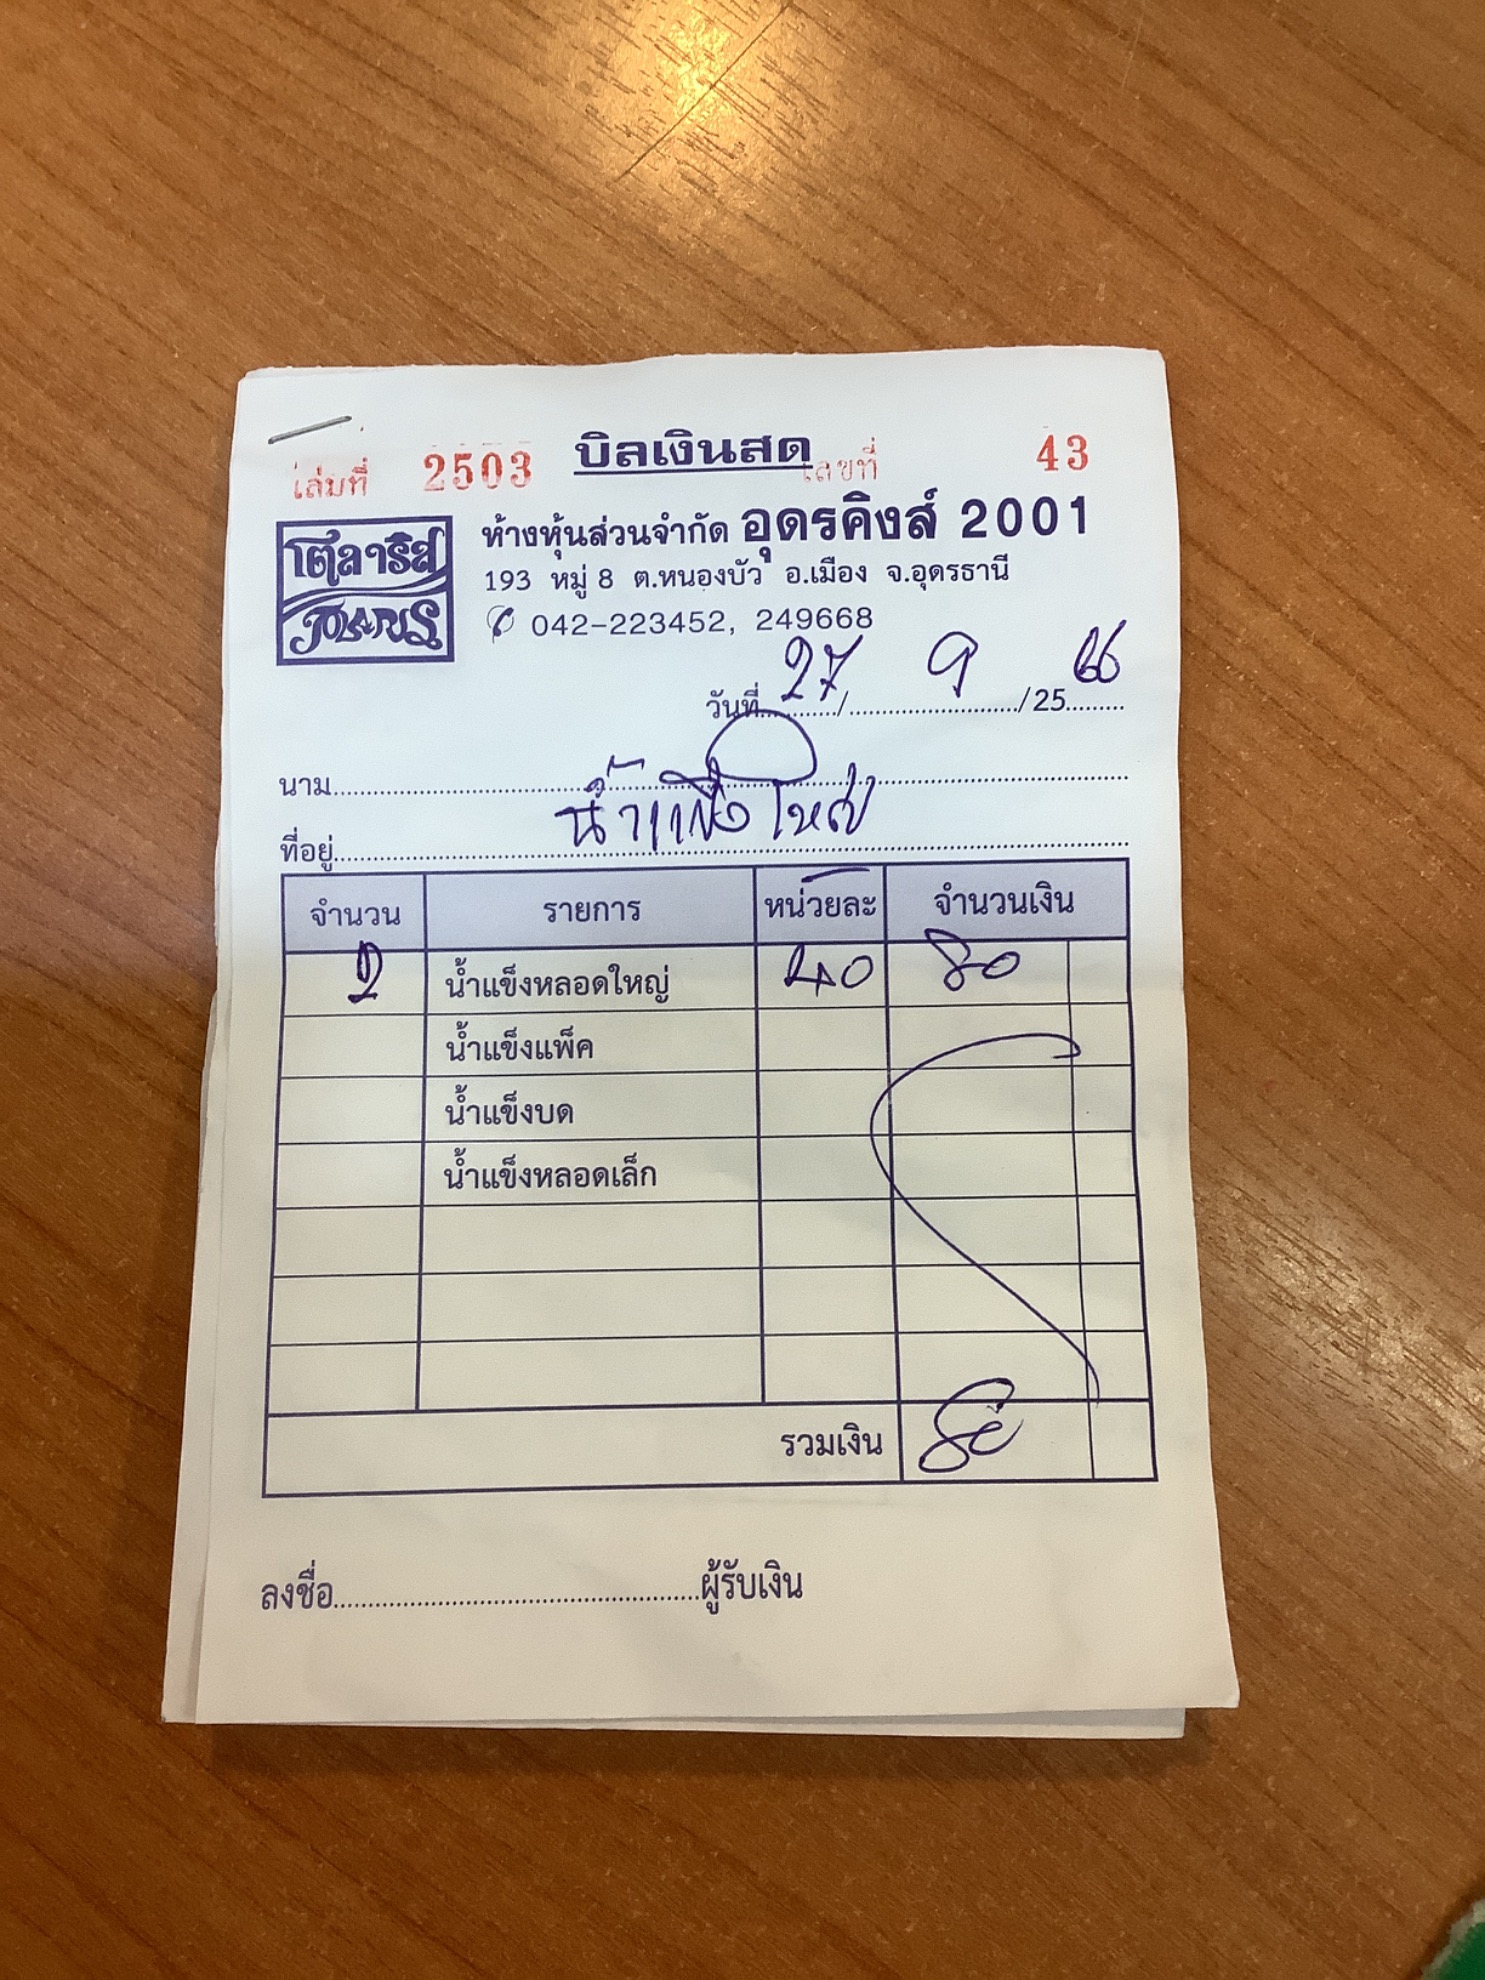 เล่มที่ 2503 บิลเงินสด เลขที่ 43
โตลาริส
TOLARIS
ห้างหุ้นส่วนจำกัด อุดรคิงส์ 2001
193 หมู่ 8 ต.หนองบัว อ.เมือง จ.อุดรธานี
042-223452, 249668
วันที่ 27 / 9 / 25 66
นาม
น้ำแข็งใหญ่
ที่อยู่
จำนวน รายการ หน่วยละ จำนวนเงิน
2 น้ำแข็งหลอดใหญ่ 40 80
น้ำแข็งแพ็ค
น้ำแข็งบด
น้ำแข็งหลอดเล็ก
รวมเงิน 80
ลงชื่อ ผู้รับเงิน